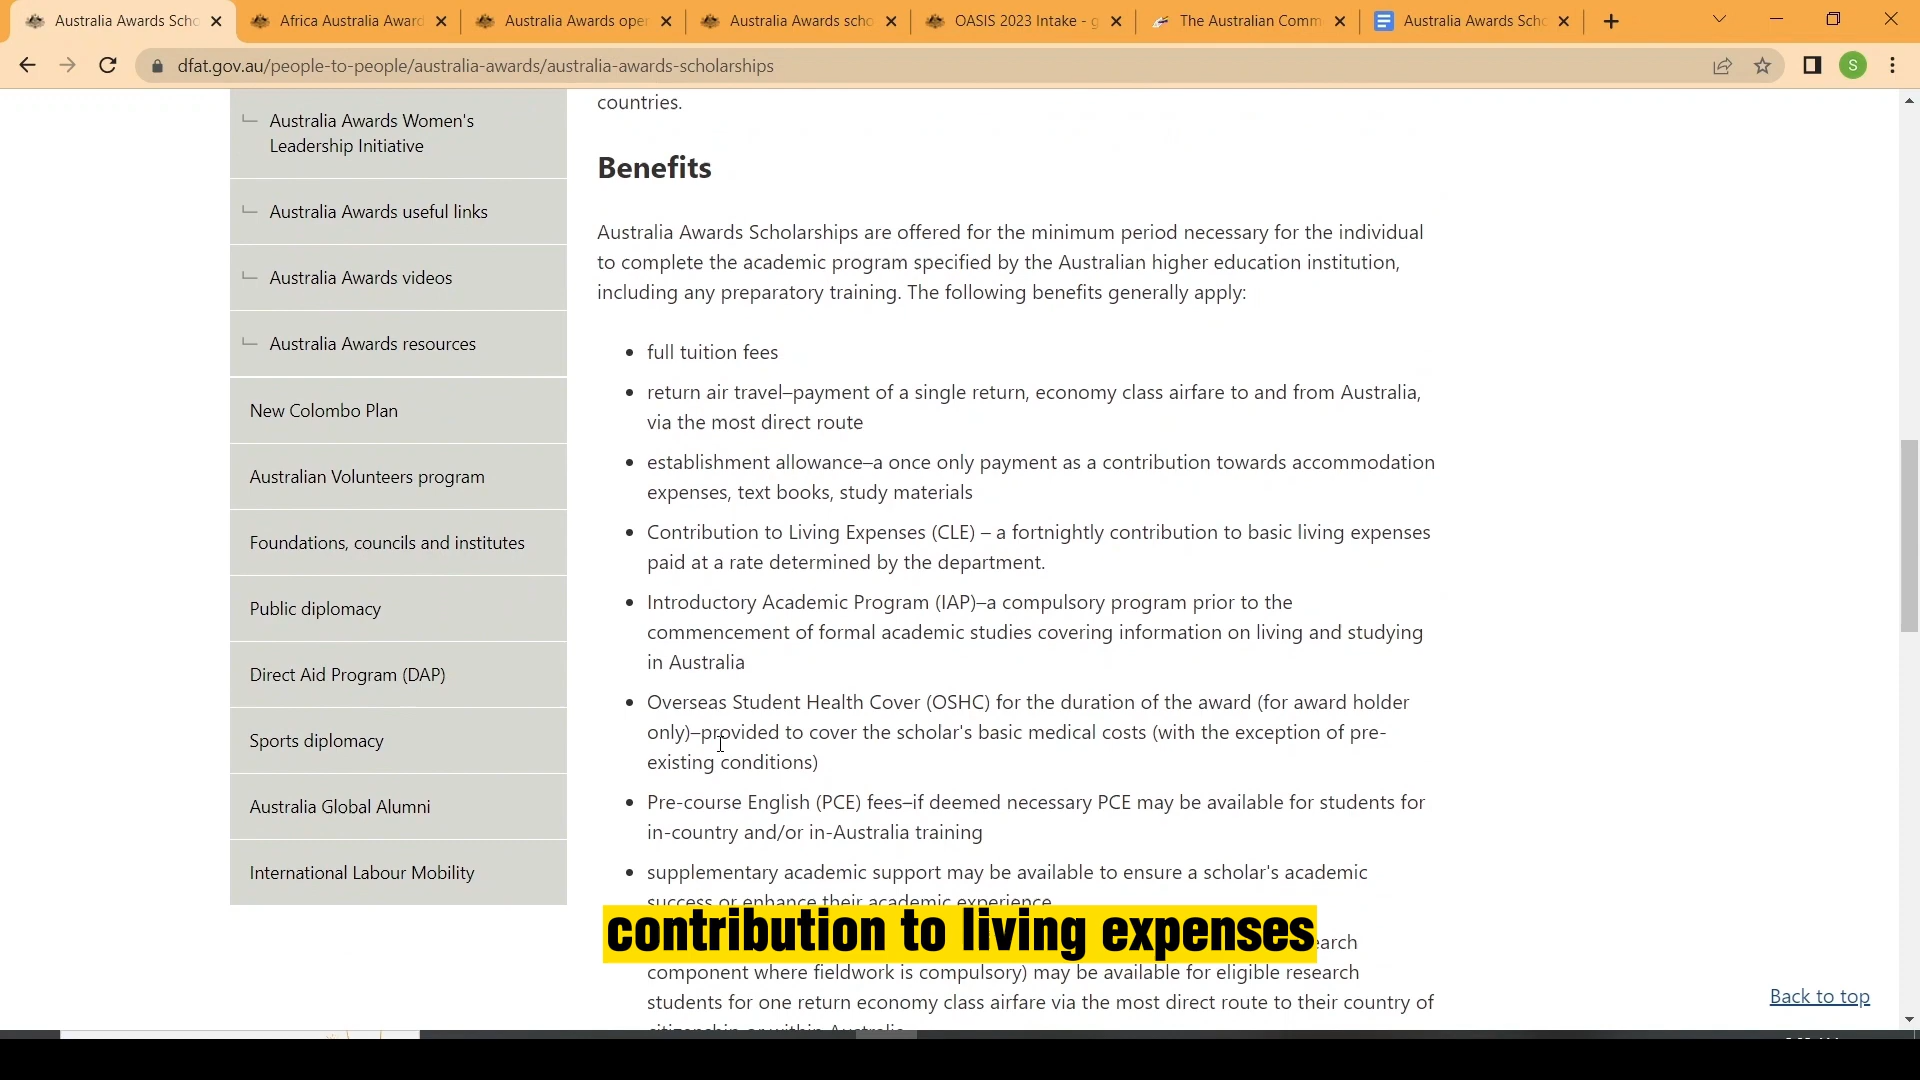 Australia Awards Scho
Africa Australia Award
Australia Awards oper
Australia Awards scho
OASIS 2023 Intake - g
The Australian Comm
Australia Awards Scho
dfat.gov.au/people-to-people/australia-awards/australia-awards-scholarships
S
Australia Awards Women's
Leadership Initiative
Australia Awards useful links
Australia Awards videos
Australia Awards resources
New Colombo Plan
Australian Volunteers program
Foundations, councils and institutes
Public diplomacy
Direct Aid Program (DAP)
Sports diplomacy
Australia Global Alumni
International Labour Mobility
countries.
Benefits
Australia Awards Scholarships are offered for the minimum period necessary for the individual
to complete the academic program specified by the Australian higher education institution,
including any preparatory training. The following benefits generally apply:
• full tuition fees
• return air travel–payment of a single return, economy class airfare to and from Australia,
via the most direct route
• establishment allowance–a once only payment as a contribution towards accommodation
expenses, text books, study materials
• Contribution to Living Expenses (CLE) – a fortnightly contribution to basic living expenses
paid at a rate determined by the department.
• Introductory Academic Program (IAP)–a compulsory program prior to the
commencement of formal academic studies covering information on living and studying
in Australia
• Overseas Student Health Cover (OSHC) for the duration of the award (for award holder
only)–provided to cover the scholar's basic medical costs (with the exception of pre-
existing conditions)
• Pre-course English (PCE) fees–if deemed necessary PCE may be available for students for
in-country and/or in-Australia training
• supplementary academic support may be available to ensure a scholar's academic
success or enhance their academic experience
contribution to living expenses
earch
component where fieldwork is compulsory) may be available for eligible research
students for one return economy class airfare via the most direct route to their country of
citizenship or within Australia
Back to top